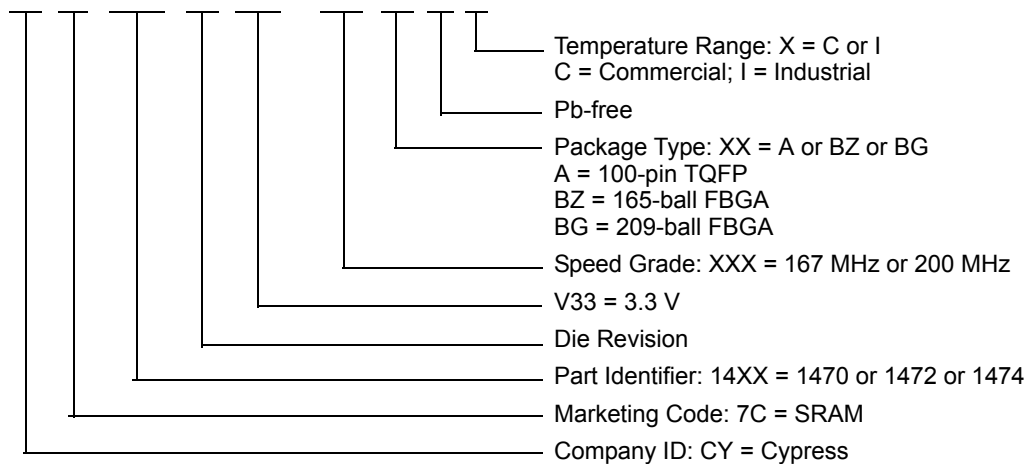 Temperature Range: X = C or I
C = Commercial; I = Industrial
Pb-free
Package Type: XX = A or BZ or BG
A = 100-pin TQFP
BZ = 165-ball FBGA
BG = 209-ball FBGA
Speed Grade: XXX = 167 MHz or 200 MHz
V33 = 3.3 V
Die Revision
Part Identifier: 14XX = 1470 or 1472 or 1474
Marketing Code: 7C = SRAM
Company ID: CY = Cypress